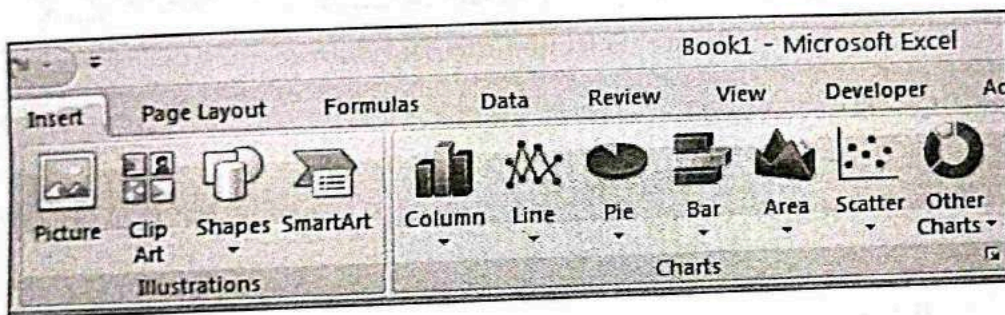 Book1 - Microsoft Excel
Insert Page Layout Formulas Data Review View Developer
Picture Clip Art Shapes SmartArt Column Line Pie Bar Area Scatter Other Charts
Illustrations Charts